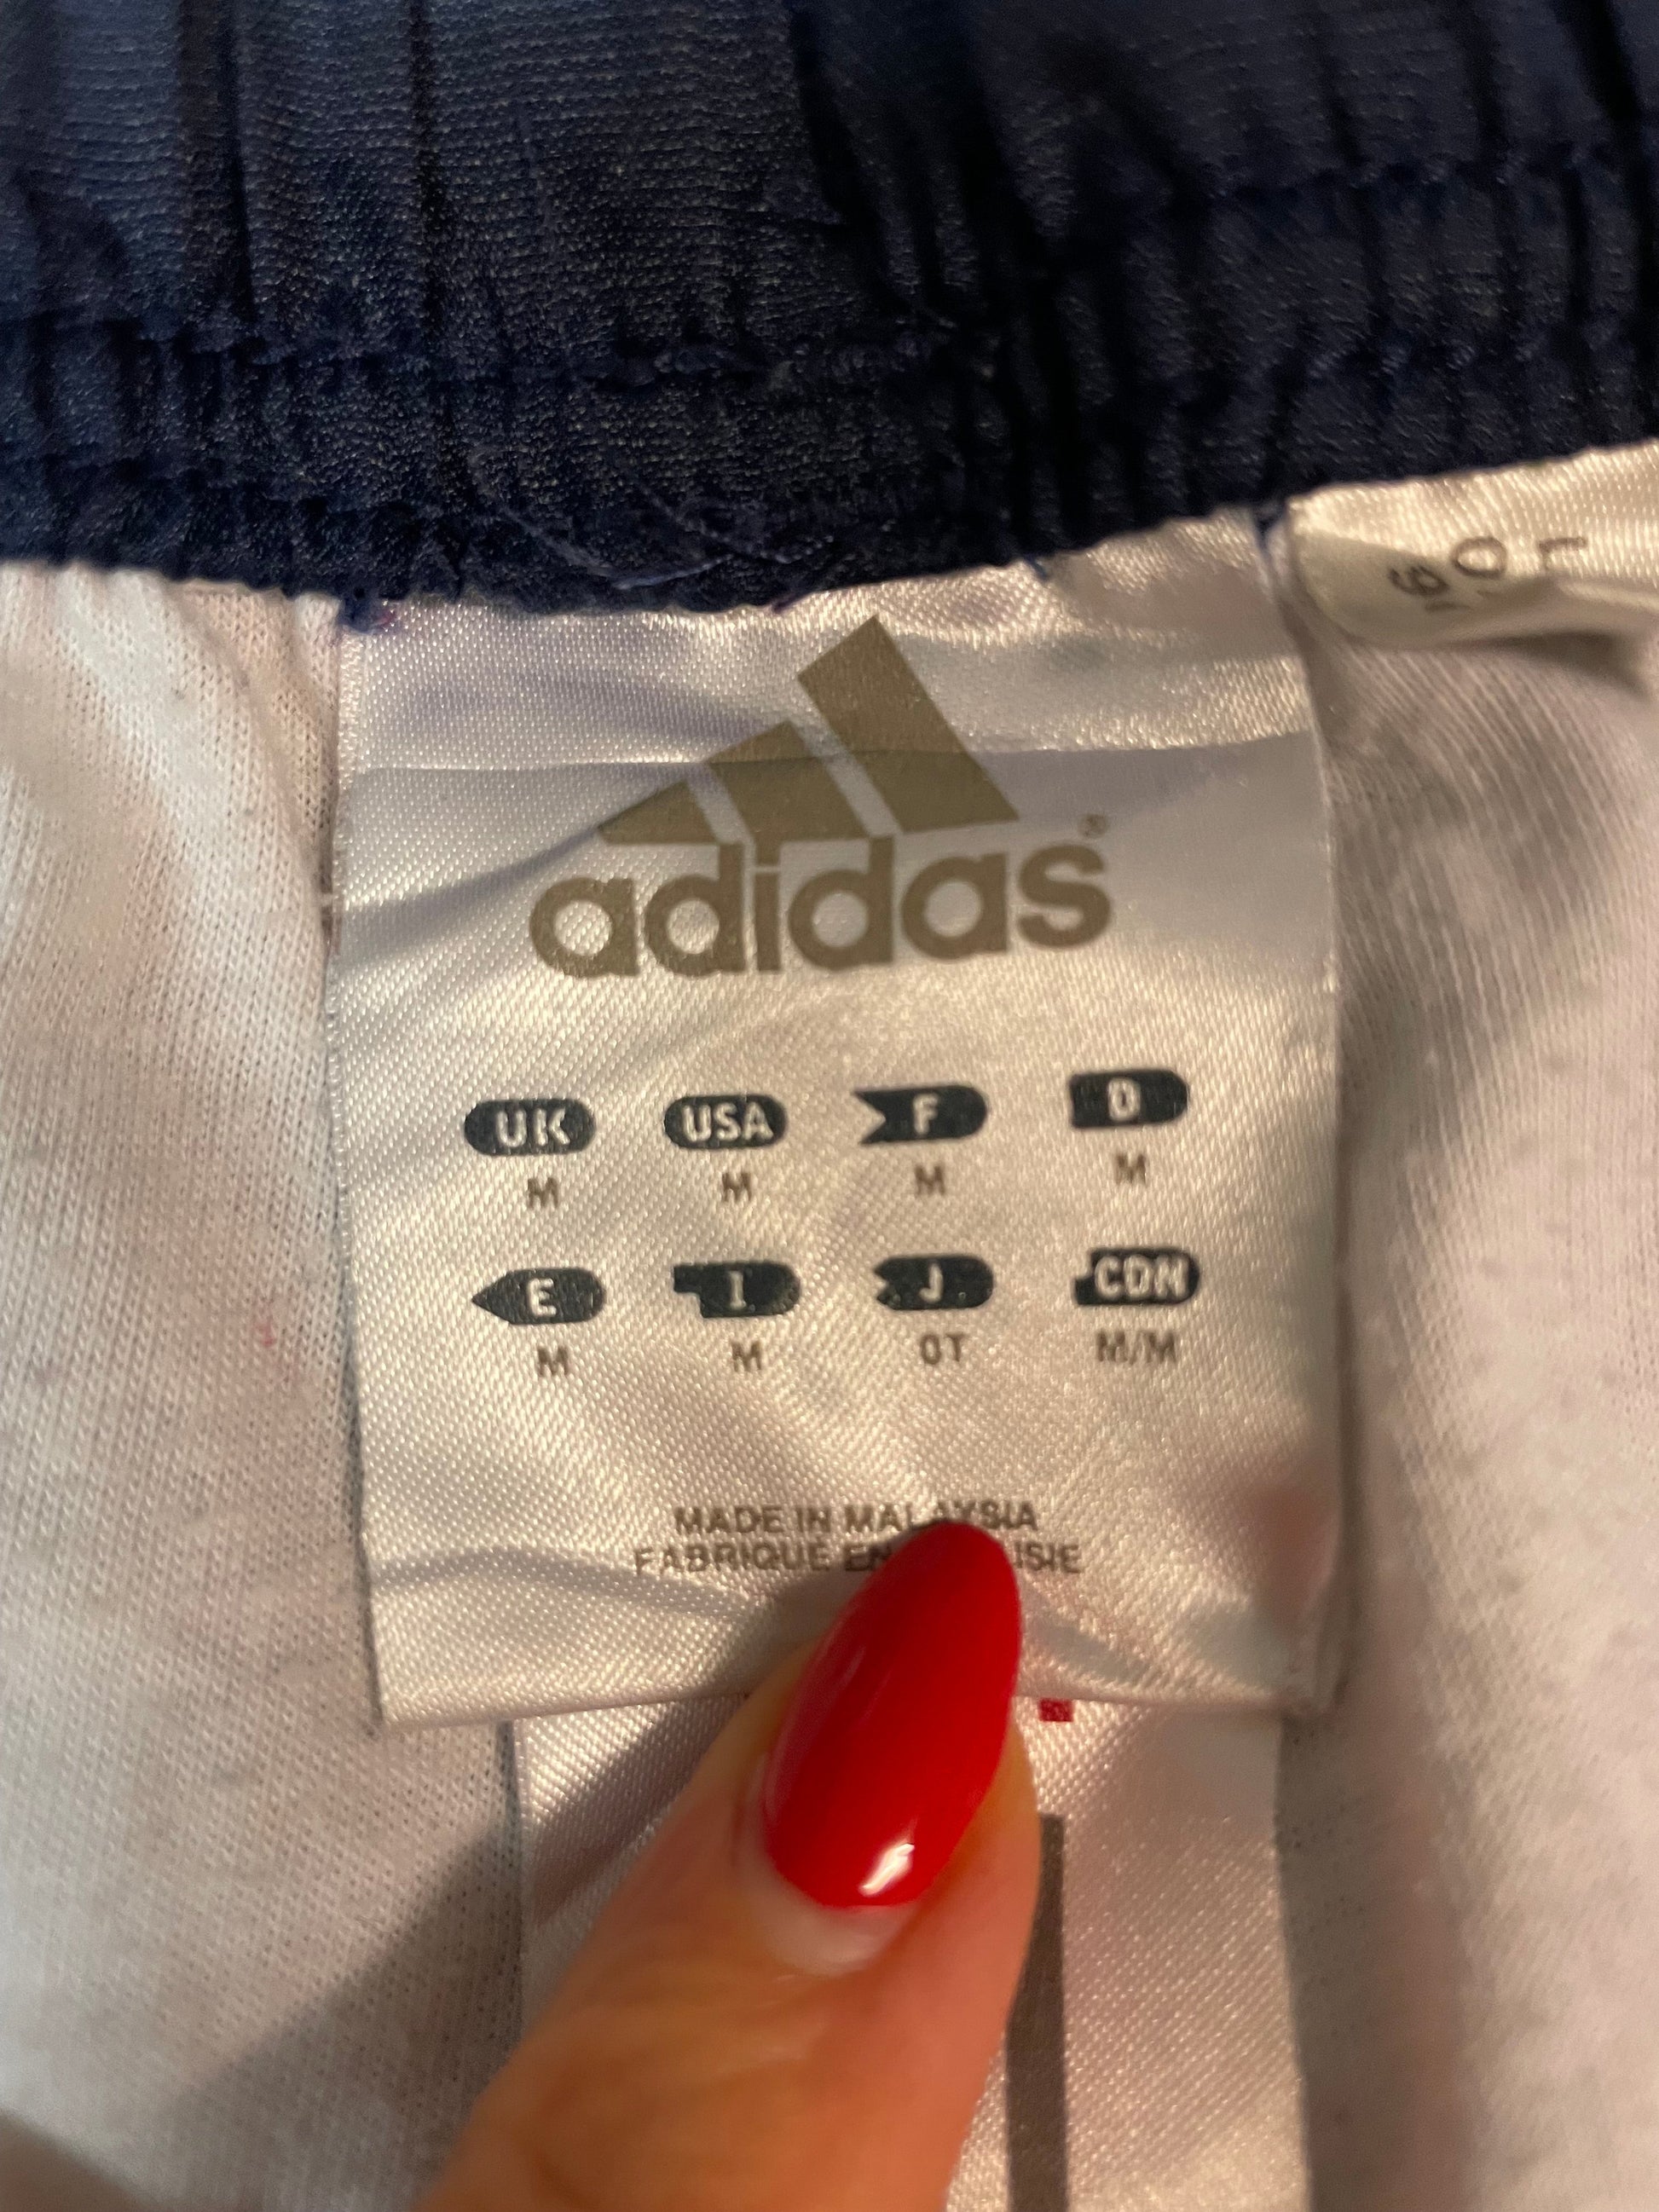 adidas®
UK USA F D
M M M M
E I J CDN
M M OT M/M
MADE IN MALAYSIA
FABRIQUE EN